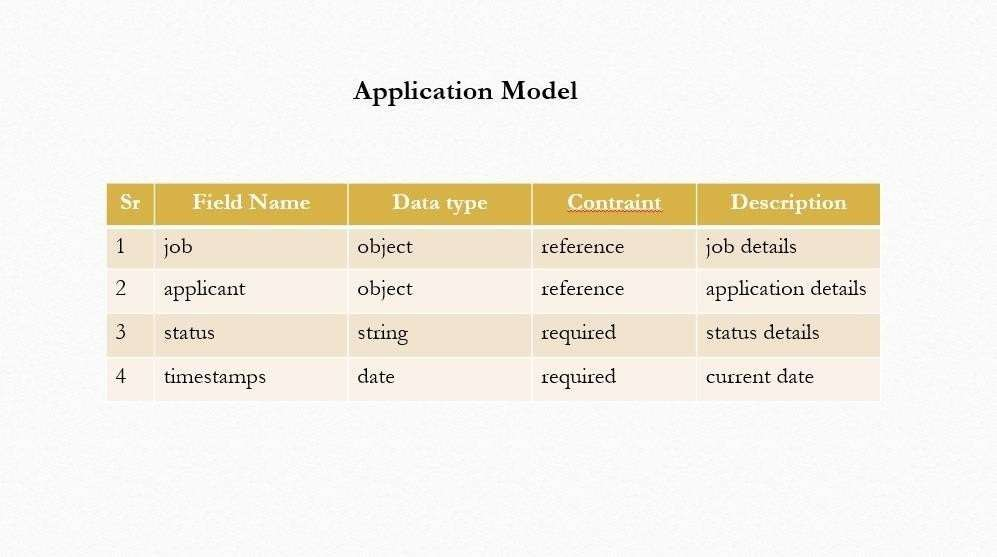 Application Model
Sr Field Name Data type Contraint Description
1 job object reference job details
2 applicant object reference application details
3 status string required status details
4 timestamps date required current date